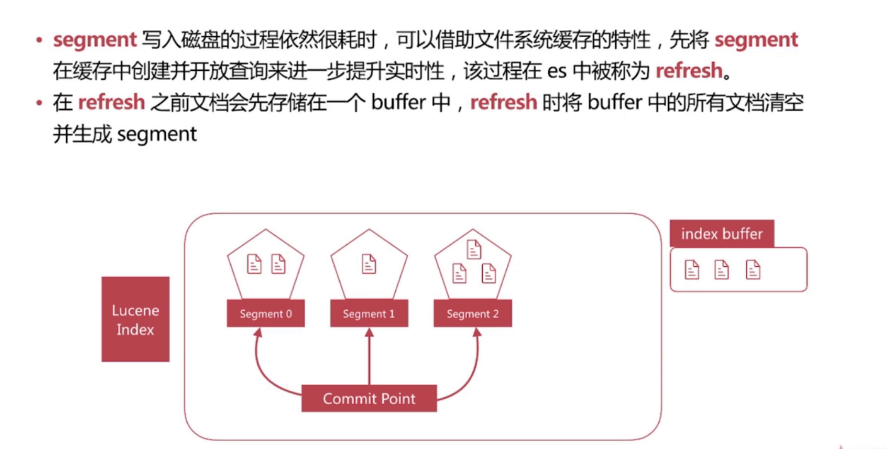 • segment 写入磁盘的过程依然很耗时，可以借助文件系统缓存的特性，先将 segment
在缓存中创建并开放查询来进一步提升实时性，该过程在 es 中被称为 refresh。
• 在 refresh 之前文档会先存储在一个 buffer 中，refresh 时将 buffer 中的所有文档清空
并生成 segment
index buffer
Lucene
Index
Segment 0
Segment 1
Segment 2
Commit Point